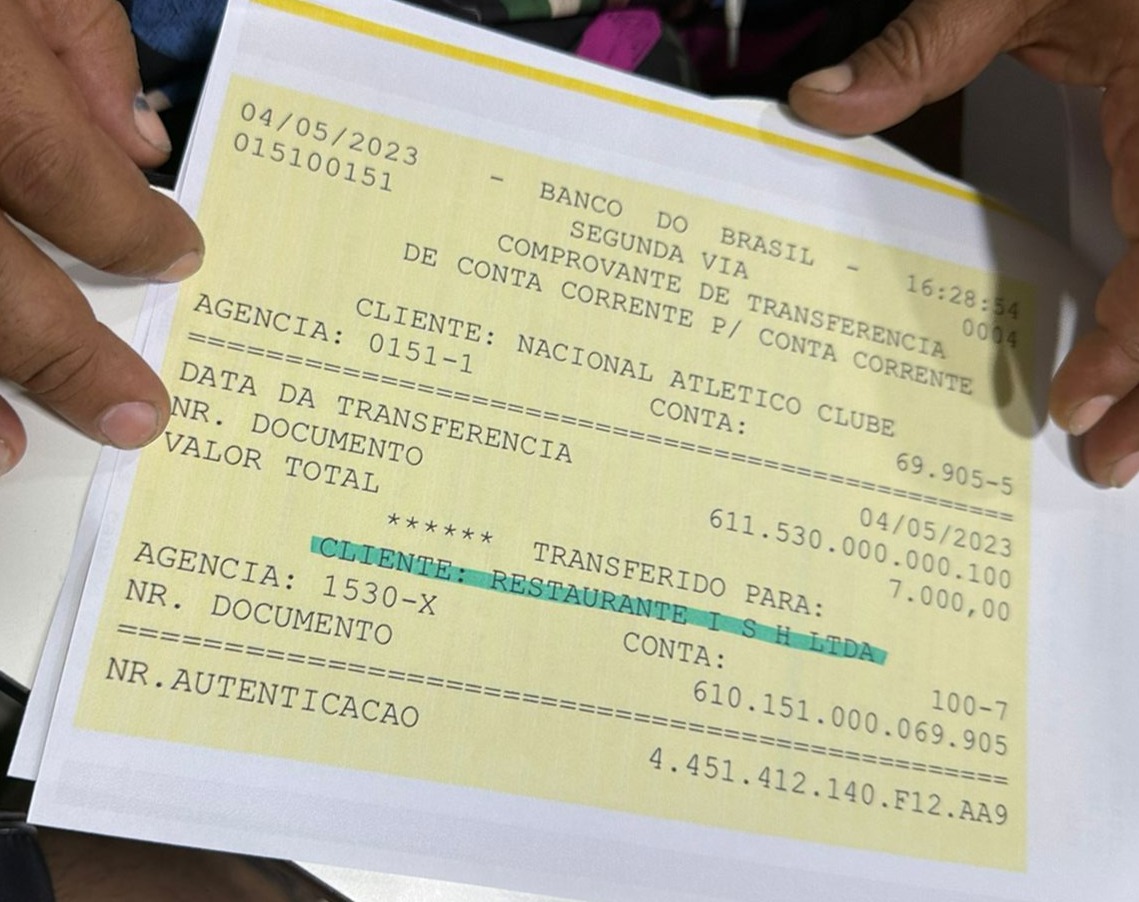 04/05/2023 - BANCO DO BRASIL - 16:28:54
015100151 SEGUNDA VIA 0004
COMPROVANTE DE TRANSFERENCIA
DE CONTA CORRENTE P/ CONTA CORRENTE
CLIENTE: NACIONAL ATLETICO CLUBE
AGENCIA: 0151-1 CONTA: 69.905-5
================================================
DATA DA TRANSFERENCIA 04/05/2023
NR. DOCUMENTO 611.530.000.000.100
VALOR TOTAL 7.000,00
****** TRANSFERIDO PARA:
CLIENTE: RESTAURANTE I S H LTDA
AGENCIA: 1530-X CONTA: 100-7
NR. DOCUMENTO 610.151.000.069.905
================================================
NR.AUTENTICACAO 4.451.412.140.F12.AA9